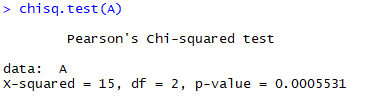 > chisq.test(A)
Pearson's Chi-squared test
data:  A
X-squared = 15, df = 2, p-value = 0.0005531